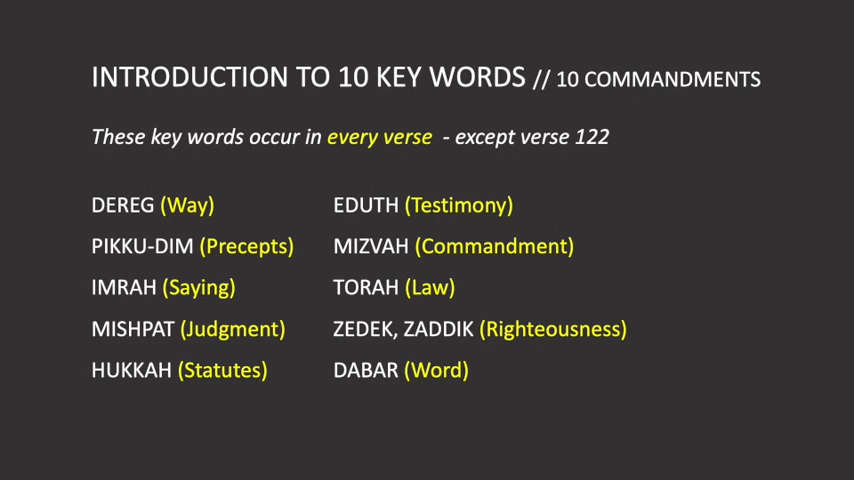 INTRODUCTION TO 10 KEY WORDS // 10 COMMANDMENTS
These key words occur in every verse - except verse 122
DEREG (Way)
PIKKU-DIM (Precepts)
IMRAH (Saying)
MISHPAT (Judgment)
HUKKAH (Statutes)
EDUTH (Testimony)
MIZVAH (Commandment)
TORAH (Law)
ZEDEK, ZADDIK (Righteousness)
DABAR (Word)